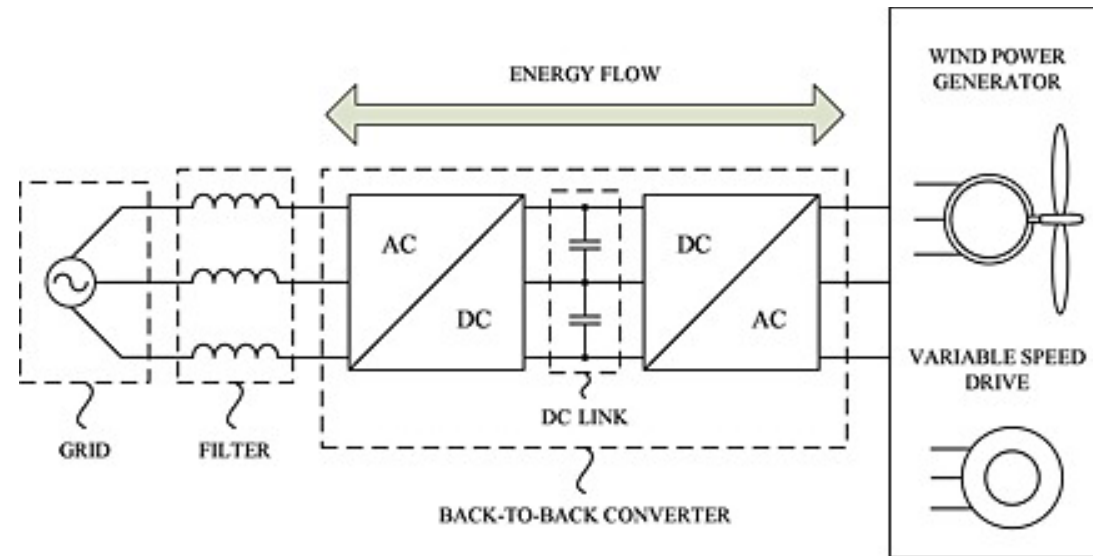 ENERGY FLOW
WIND POWER
GENERATOR
AC
DC
DC
AC
VARIABLE SPEED
DRIVE
GRID
FILTER
DC LINK
BACK-TO-BACK CONVERTER